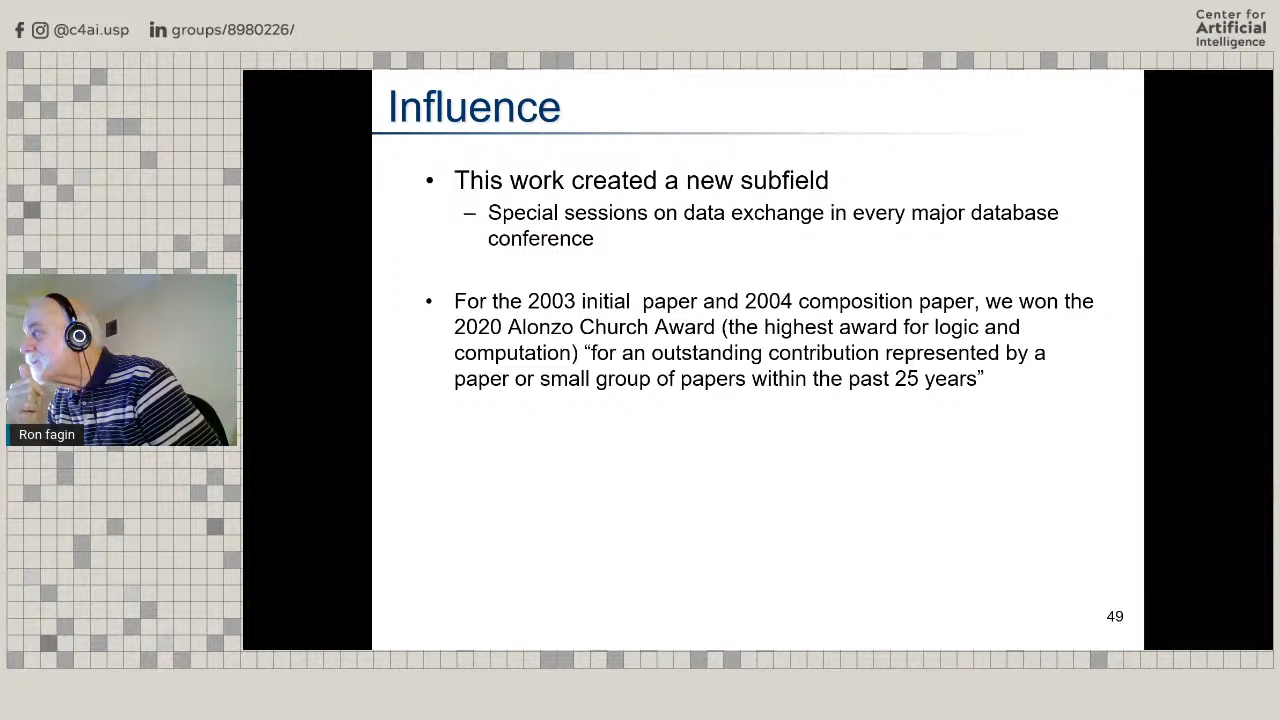 @c4ai.usp in groups/8980226/
Center for
Artificial
Intelligence
Influence
• This work created a new subfield
– Special sessions on data exchange in every major database
conference
• For the 2003 initial paper and 2004 composition paper, we won the
2020 Alonzo Church Award (the highest award for logic and
computation) “for an outstanding contribution represented by a
paper or small group of papers within the past 25 years”
Ron fagin
49